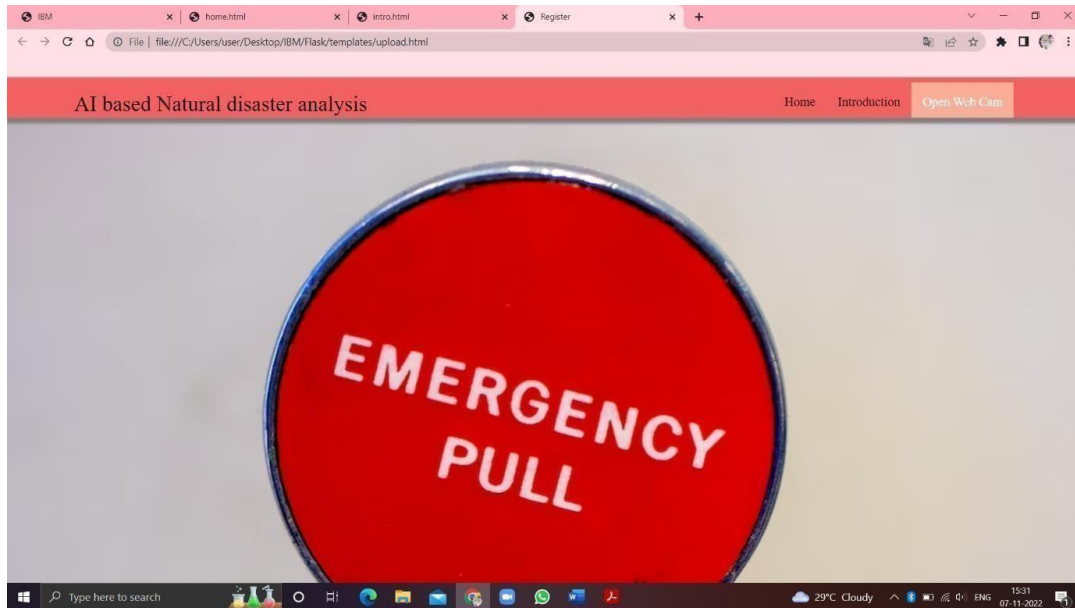 IBM
home.html
intro.html
Register
File | file:///C:/Users/user/Desktop/IBM/Flask/templates/upload.html
AI based Natural disaster analysis
Home Introduction Open Web Cam
EMERGENCY
PULL
Type here to search
29°C Cloudy
ENG
15:31
07-11-2022